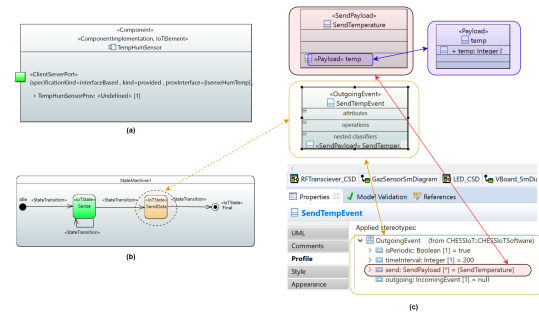 «Component»
«ComponentImplementation, IoTElement»
TempHumSensor
«ClientServerPort»
{specificationKind=interfaceBased , kind=provided , provInterface=[IsenseHumTemp] ,
+ TempHumSensorProv: <Undefined> [1]
(a)
StateMachine1
idle
«StateTransition»
«IoTState»
Sense
«StateTransition»
«IoTState»
SendData
«StateTransition»
«IoTState»
Final
«StateTransition»
(b)
«SendPayload»
SendTemperature
«Payload» temp
«Payload»
temp
+ temp: Integer [
«OutgoingEvent»
SendTempEvent
attributes
operations
nested classifiers
«SendPayload» SendTemper..
RFTransciever_CSD
GazSensorSmDiagram
LED_CSD
VBoard_SmDia
Properties
Model Validation
References
SendTempEvent
UML
Comments
Profile
Style
Appearance
Applied stereotypes:
OutgoingEvent (from CHESSIoT::CHESSIoTSoftware)
isPeriodic: Boolean [1] = true
timeInterval: Integer [1] = 200
send: SendPayload [*] = [SendTemperature]
outgoing: IncomingEvent [1] = null
(c)